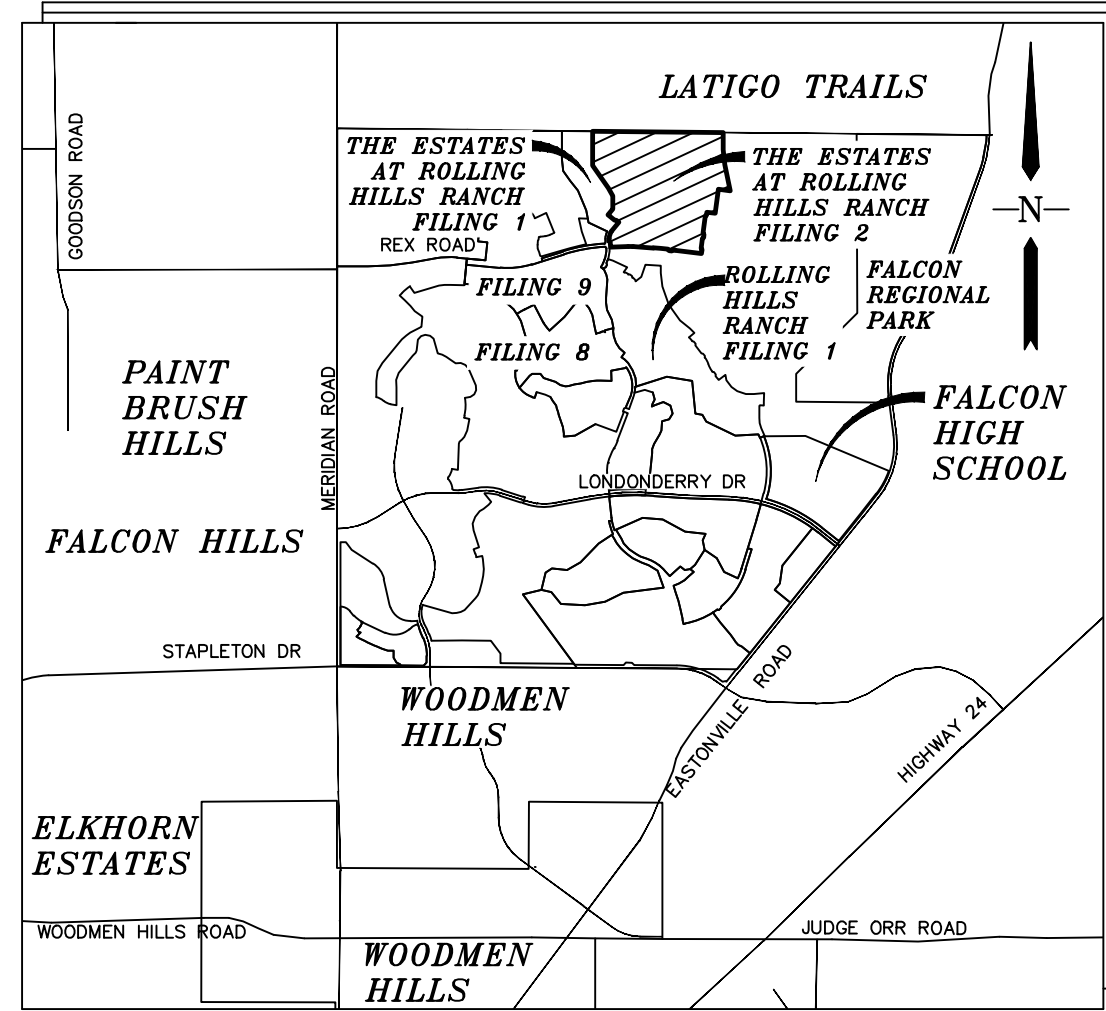 LATIGO TRAILS
THE ESTATES
AT ROLLING
HILLS RANCH
FILING 1
THE ESTATES
AT ROLLING
HILLS RANCH
FILING 2
N
GOODSON ROAD
REX ROAD
FILING 9
FILING 8
ROLLING
HILLS
RANCH
FILING 1
FALCON
REGIONAL
PARK
PAINT
BRUSH
HILLS
MERIDIAN ROAD
FALCON
HIGH
SCHOOL
LONDONDERRY DR
FALCON HILLS
STAPLETON DR
WOODMEN
HILLS
EASTONVILLE ROAD
HIGHWAY 24
ELKHORN
ESTATES
WOODMEN HILLS ROAD
JUDGE ORR ROAD
WOODMEN
HILLS